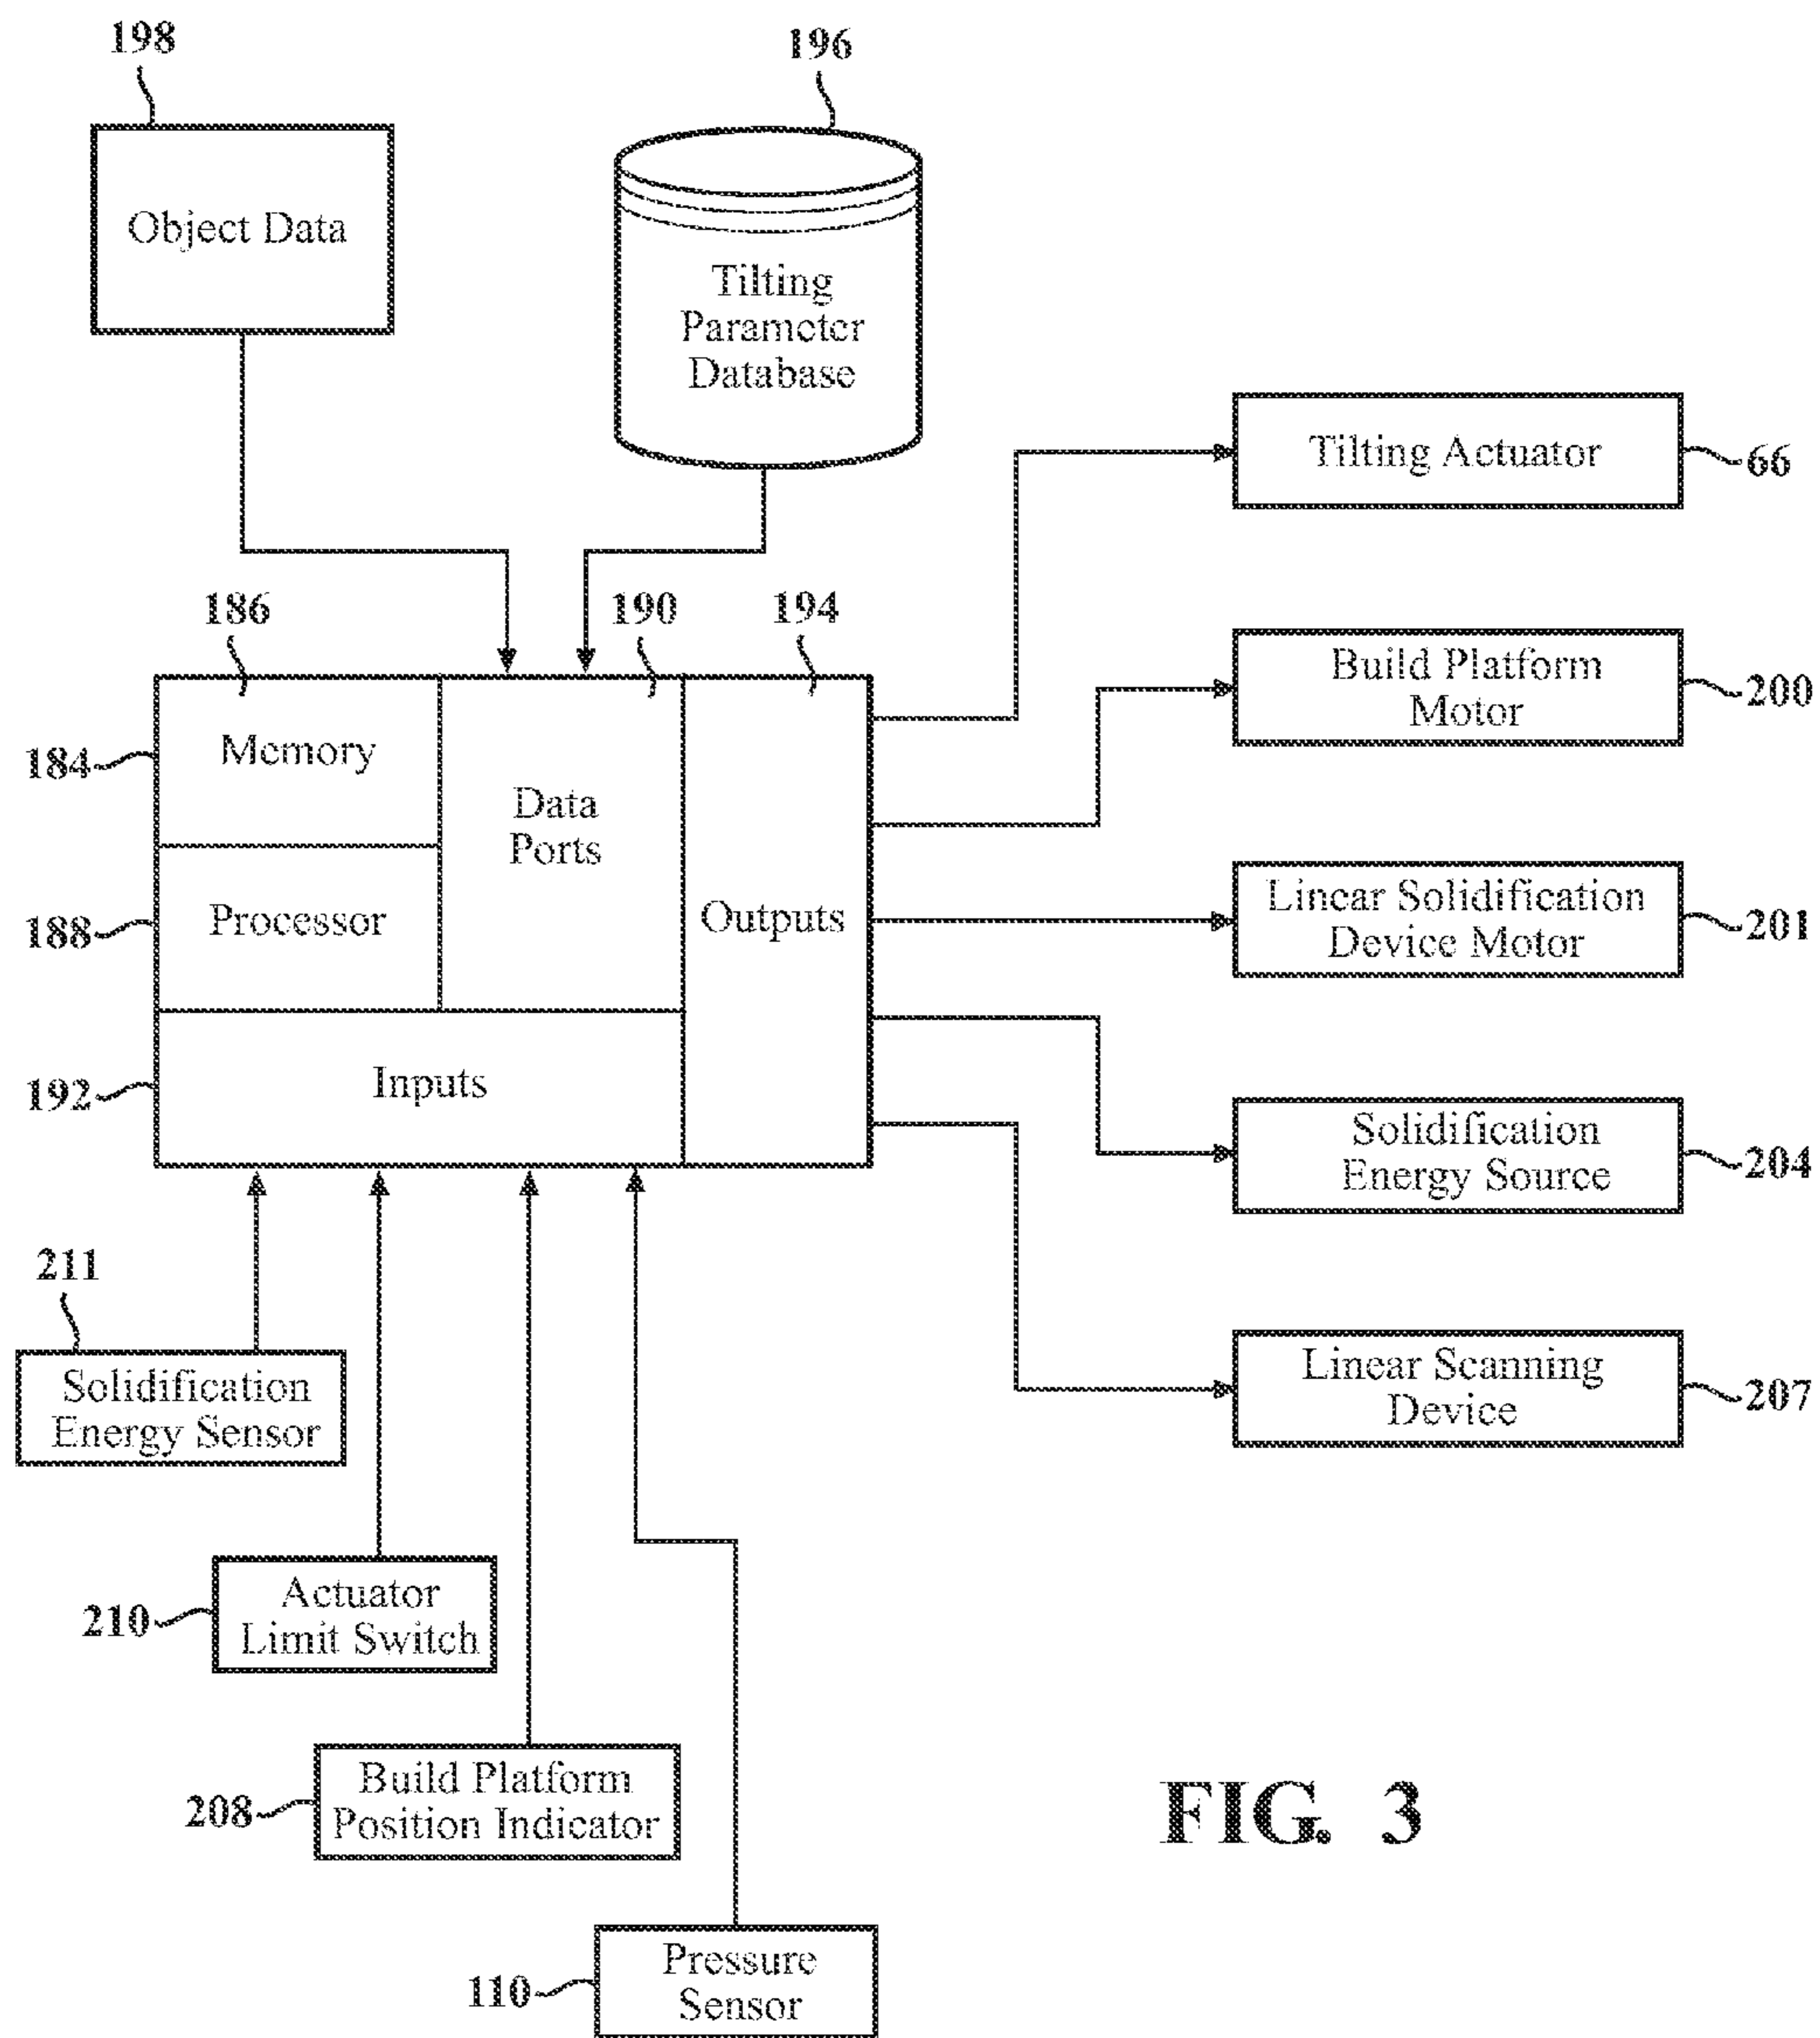 198
196
Object Data
Tilting
Parameter
Database
Tilting Actuator
66
186
190
194
Build Platform
Motor
200
184
Memory
Data
Ports
Linear Solidification
Device Motor
201
188
Processor
Outputs
192
Inputs
Solidification
Energy Source
204
211
Solidification
Energy Sensor
Linear Scanning
Device
207
210
Actuator
Limit Switch
208
Build Platform
Position Indicator
FIG. 3
110
Pressure
Sensor